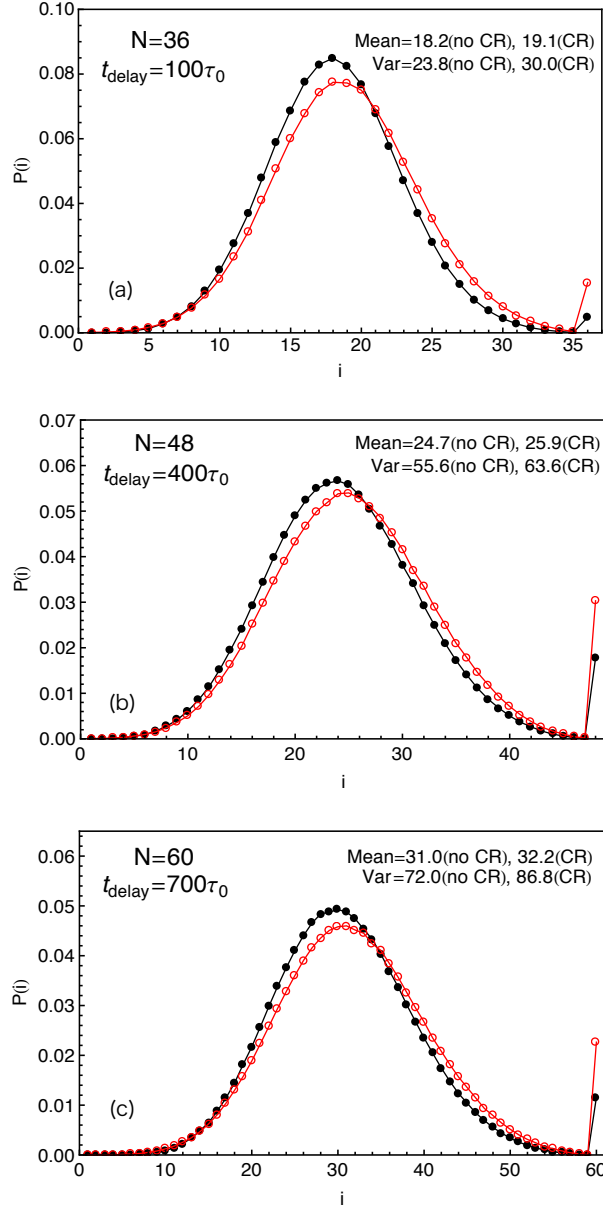 0.10
N=36
Mean=18.2(no CR), 19.1(CR)
t_delay=100τ0
Var=23.8(no CR), 30.0(CR)
0.08
0.06
P(i)
0.04
0.02
(a)
0.00
0 5 10 15 20 25 30 35
i
0.07
N=48
Mean=24.7(no CR), 25.9(CR)
0.06
t_delay=400τ0
Var=55.6(no CR), 63.6(CR)
0.05
0.04
P(i)
0.03
0.02
0.01
(b)
0.00
0 10 20 30 40
i
0.06
N=60
Mean=31.0(no CR), 32.2(CR)
t_delay=700τ0
Var=72.0(no CR), 86.8(CR)
0.05
0.04
P(i)
0.03
0.02
0.01
(c)
0.00
0 10 20 30 40 50 60
i